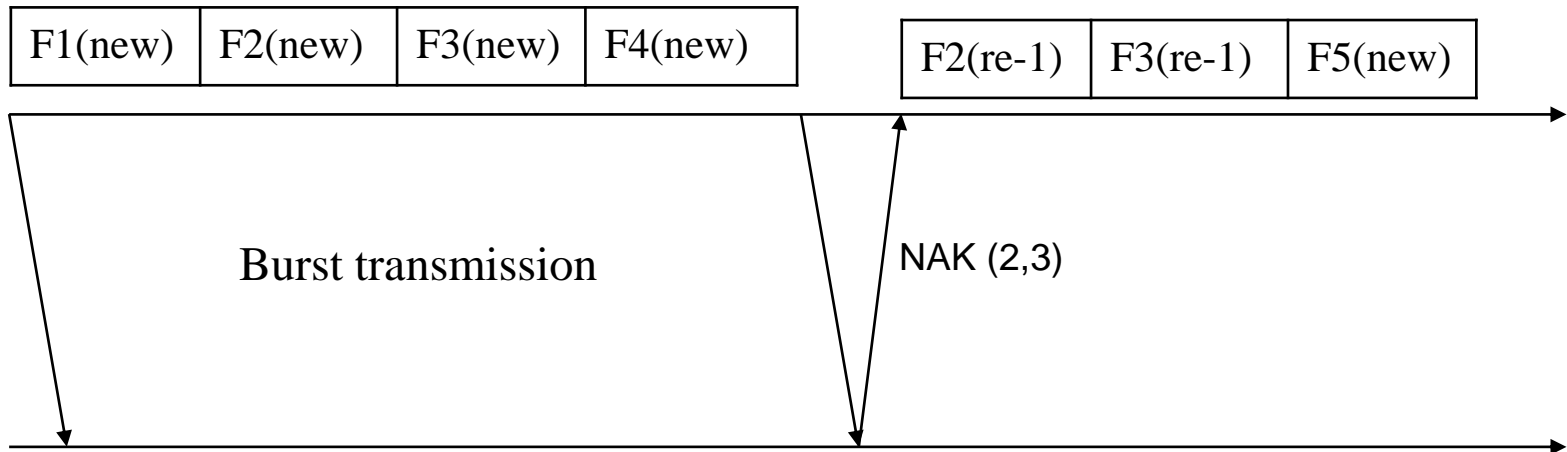 F1(new) F2(new) F3(new) F4(new)
F2(re-1) F3(re-1) F5(new)
Burst transmission
NAK (2,3)